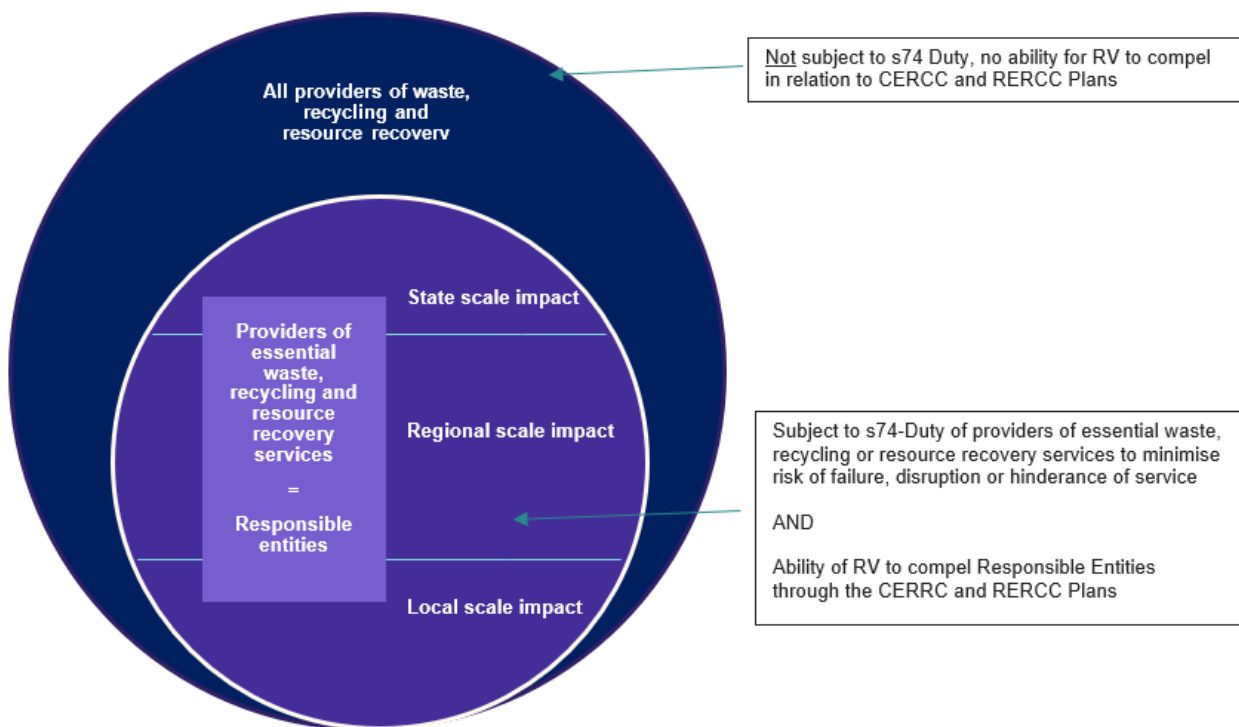 All providers of waste,
recycling and
resource recovery
Not subject to s74 Duty, no ability for RV to compel
in relation to CERCC and RERCC Plans
State scale impact
Providers of
essential
waste,
recycling and
resource
recovery
services
=
Responsible
entities
Regional scale impact
Local scale impact
Subject to s74-Duty of providers of essential waste,
recycling or resource recovery services to minimise
risk of failure, disruption or hinderance of service
AND
Ability of RV to compel Responsible Entities
through the CERRC and RERCC Plans